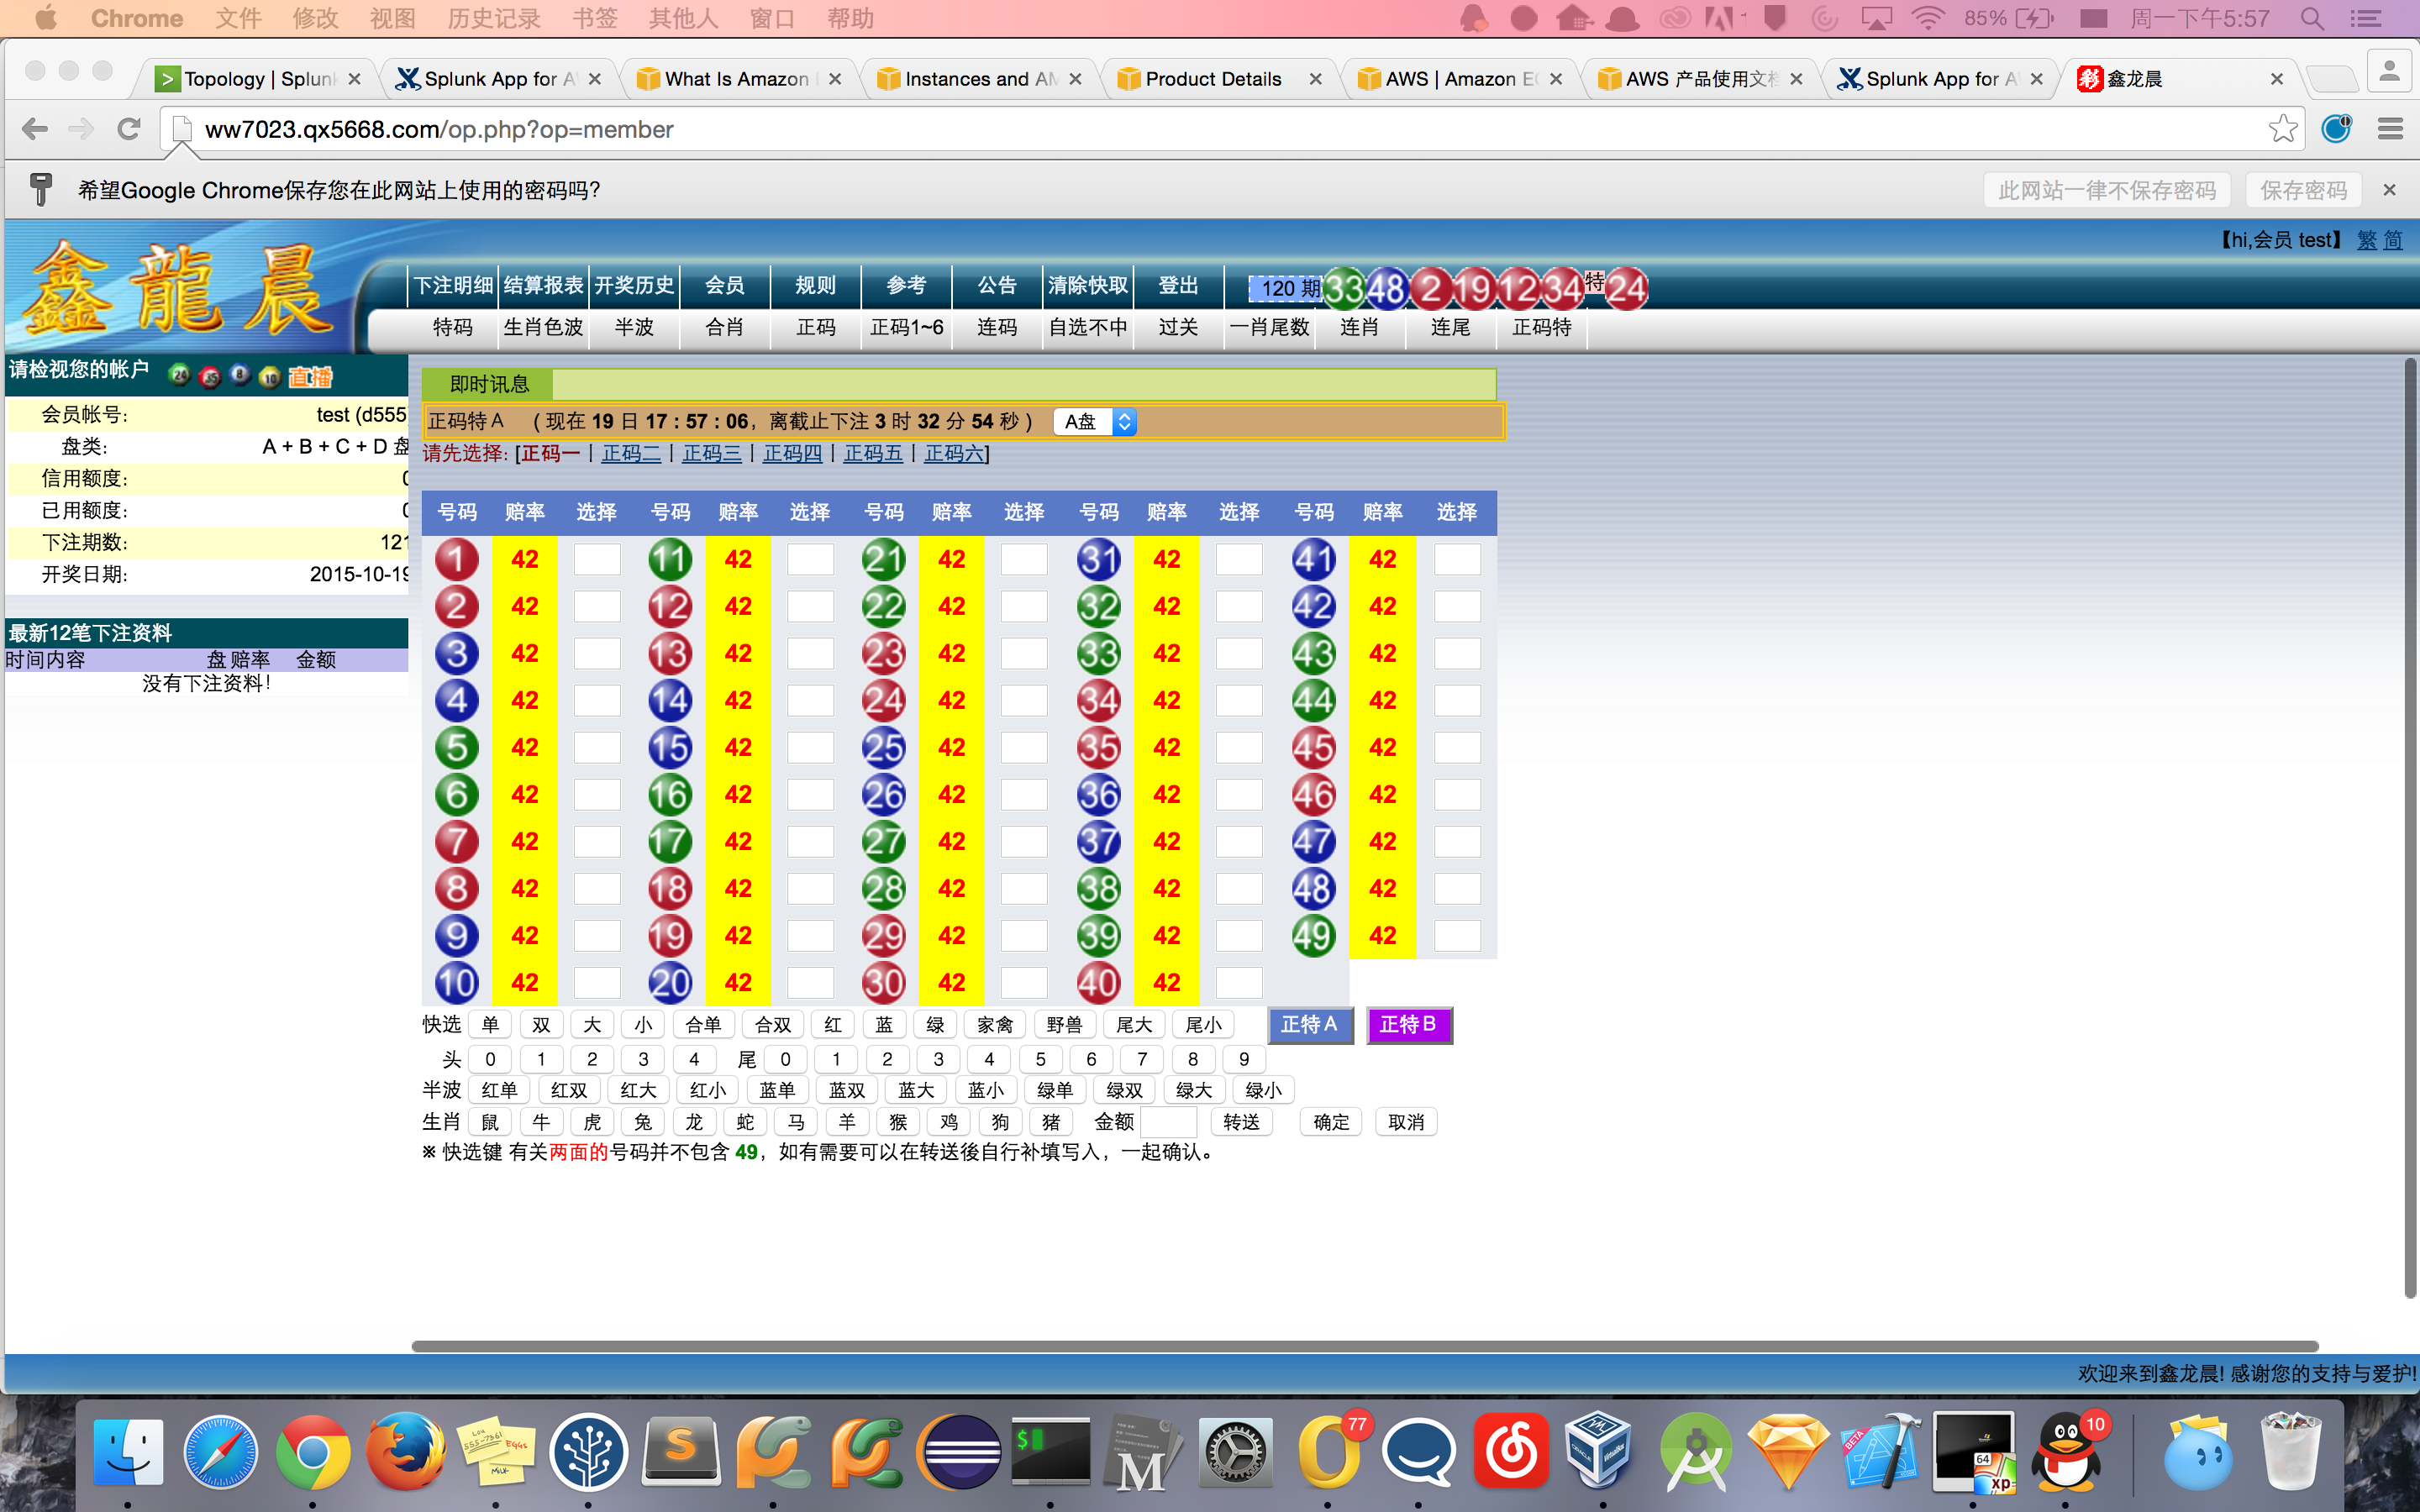 Chrome 文件 修改 视图 历史记录 书签 其他人 窗口 帮助 85% 周一下午5:57
Topology | Splunk
Splunk App for A
What Is Amazon
Instances and AM
Product Details
AWS | Amazon EC
AWS 产品使用文档
Splunk App for A
鑫龙晨
ww7023.qx5668.com/op.php?op=member
希望Google Chrome保存您在此网站上使用的密码吗? 此网站一律不保存密码 保存密码
【hi,会员 test】 繁 简
鑫龍晨
下注明细 结算报表 开奖历史 会员 规则 参考 公告 清除快取 登出 120 期 33 48 2 19 12 34 特 24
特码 生肖色波 半波 合肖 正码 正码1~6 连码 自选不中 过关 一肖尾数 连肖 连尾 正码特
请检视您的帐户 24 35 8 10 直播
会员帐号: test (d555
盘类: A + B + C + D 盘
信用额度: 0
已用额度: 0
下注期数: 121
开奖日期: 2015-10-19
最新12笔下注资料
时间内容 盘 赔率 金额
没有下注资料!
即时讯息
正码特A (现在 19 日 17 : 57 : 06, 离截止下注 3 时 32 分 54 秒 ) A盘
请先选择: [正码一 | 正码二 | 正码三 | 正码四 | 正码五 | 正码六]
号码 赔率 选择 号码 赔率 选择 号码 赔率 选择 号码 赔率 选择 号码 赔率 选择
1 42 11 42 21 42 31 42 41 42
2 42 12 42 22 42 32 42 42 42
3 42 13 42 23 42 33 42 43 42
4 42 14 42 24 42 34 42 44 42
5 42 15 42 25 42 35 42 45 42
6 42 16 42 26 42 36 42 46 42
7 42 17 42 27 42 37 42 47 42
8 42 18 42 28 42 38 42 48 42
9 42 19 42 29 42 39 42 49 42
10 42 20 42 30 42 40 42
快选 单 双 大 小 合单 合双 红 蓝 绿 家禽 野兽 尾大 尾小 正特A 正特B
头 0 1 2 3 4 尾 0 1 2 3 4 5 6 7 8 9
半波 红单 红双 红大 红小 蓝单 蓝双 蓝大 蓝小 绿单 绿双 绿大 绿小
生肖 鼠 牛 虎 兔 龙 蛇 马 羊 猴 鸡 狗 猪 金额 转送 确定 取消
※ 快选键 有关两面的号码并不包含 49, 如有需要可以在转送後自行补填写入, 一起确认。
欢迎来到鑫龙晨! 感谢您的支持与爱护!
77
10
BETA
64
xp